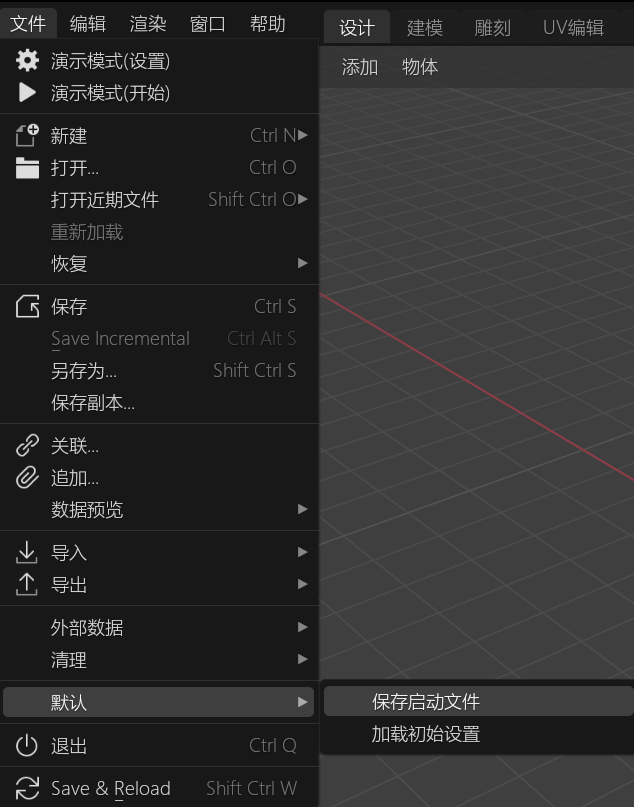 文件 编辑 渲染 窗口 帮助 设计 建模 雕刻 UV编辑
添加 物体
演示模式(设置)
演示模式(开始)
新建 Ctrl N
打开... Ctrl O
打开近期文件 Shift Ctrl O
重新加载
恢复
保存 Ctrl S
Save Incremental Ctrl Alt S
另存为... Shift Ctrl S
保存副本...
关联...
追加...
数据预览
导入
导出
外部数据
清理
默认
保存启动文件
加载初始设置
退出 Ctrl Q
Save & Reload Shift Ctrl W